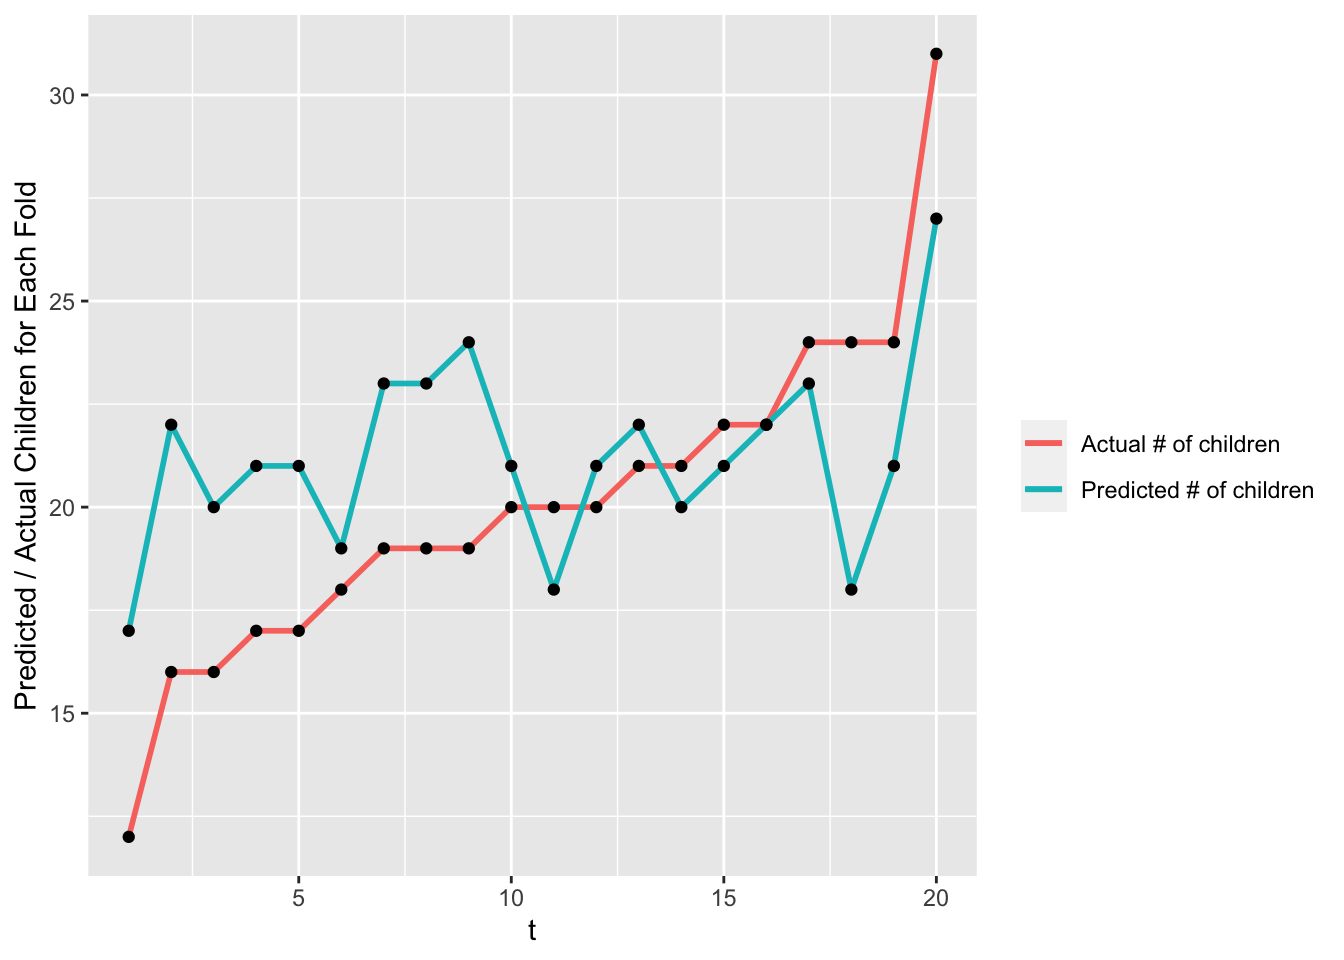 Predicted / Actual Children for Each Fold
30
25
20
15
5
10
15
20
t
Actual # of children
Predicted # of children